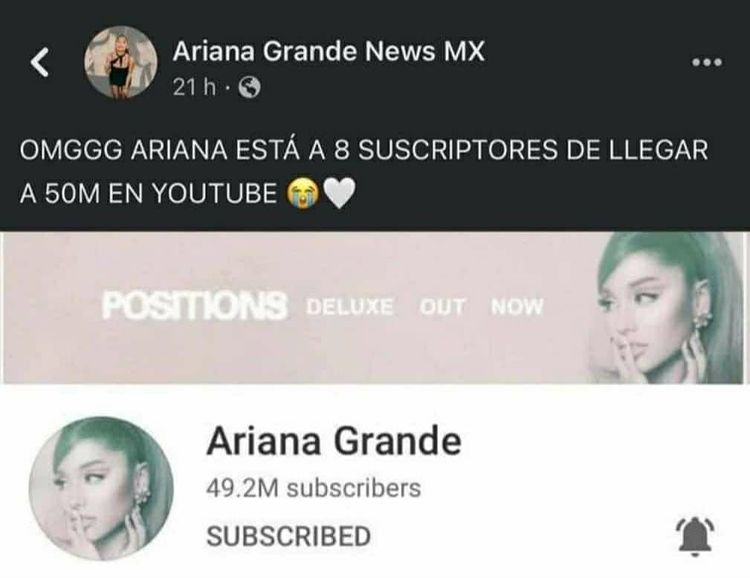 Ariana Grande News MX
21 h ·
OMGGG ARIANA ESTÁ A 8 SUSCRIPTORES DE LLEGAR
A 50M EN YOUTUBE 😭🤍
POSITIONS DELUXE OUT NOW
Ariana Grande
49.2M subscribers
SUBSCRIBED